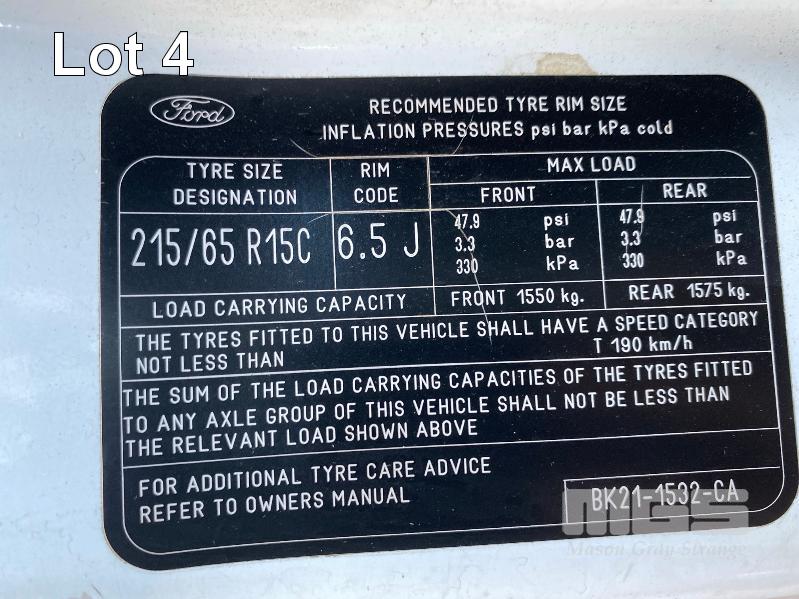 Lot 4
Ford
RECOMMENDED TYRE RIM SIZE
INFLATION PRESSURES psi bar kPa cold
TYRE SIZE DESIGNATION
RIM CODE
MAX LOAD
FRONT
REAR
215/65 R15C
6.5 J
47.9 psi
3.3 bar
330 kPa
47.9 psi
3.3 bar
330 kPa
LOAD CARRYING CAPACITY
FRONT 1550 kg.
REAR 1575 kg.
THE TYRES FITTED TO THIS VEHICLE SHALL HAVE A SPEED CATEGORY
NOT LESS THAN T 190 km/h
THE SUM OF THE LOAD CARRYING CAPACITIES OF THE TYRES FITTED
TO ANY AXLE GROUP OF THIS VEHICLE SHALL NOT BE LESS THAN
THE RELEVANT LOAD SHOWN ABOVE
FOR ADDITIONAL TYRE CARE ADVICE
REFER TO OWNERS MANUAL
BK21-1532-CA
MGS
Mason Gray Strange